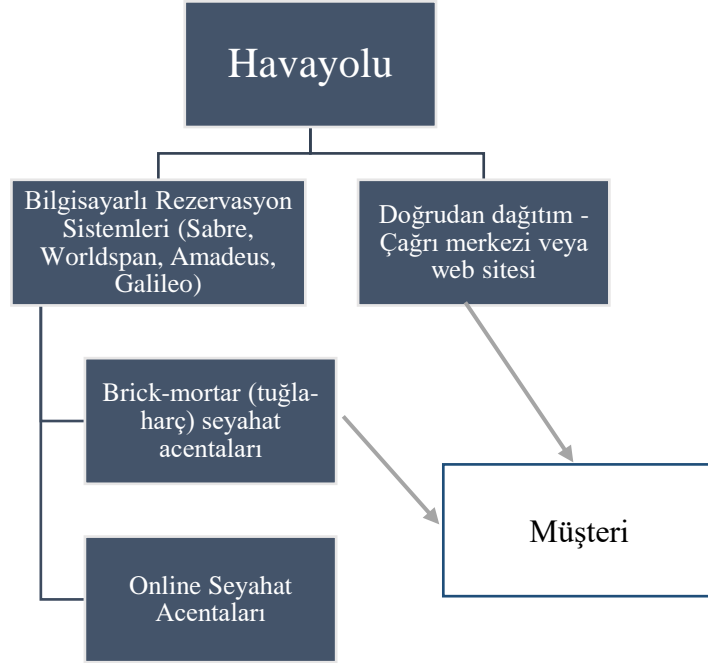 Havayolu
Bilgisayarlı Rezervasyon
Sistemleri (Sabre,
Worldspan, Amadeus,
Galileo)
Doğrudan dağıtım -
Çağrı merkezi veya
web sitesi
Brick-mortar (tuğla-
harç) seyahat
acentaları
Müşteri
Online Seyahat
Acentaları